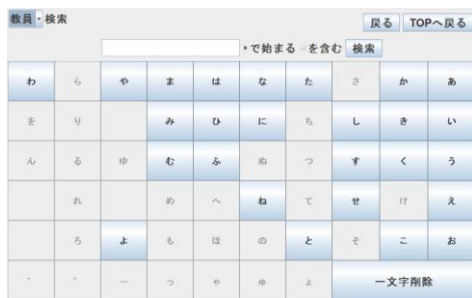 教員・検索
戻る TOPへ戻る
•で始まる ○を含む 検索
わ ら や ま は な た さ か あ
を り み ひ に ち し き い
ん る ゆ む ふ ぬ つ す く う
れ め へ ね て せ け え
ろ よ も ほ の と そ こ お
゛ ゜ ー っ ゃ ゅ ょ 一文字削除